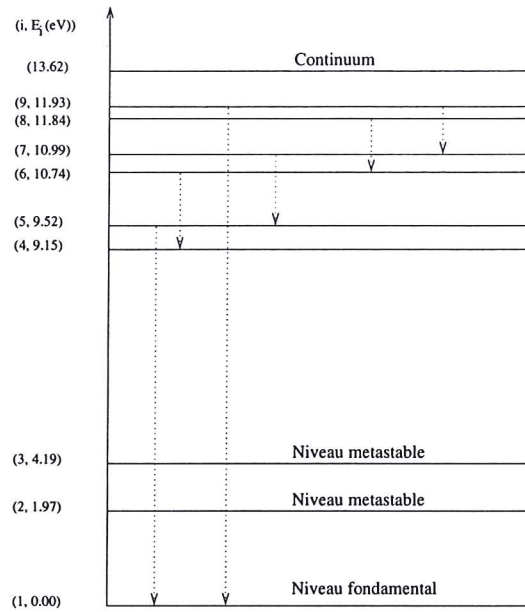 (i, E_i (eV))
(13.62)
Continuum
(9, 11.93)
(8, 11.84)
(7, 10.99)
(6, 10.74)
(5, 9.52)
(4, 9.15)
(3, 4.19)
Niveau metastable
(2, 1.97)
Niveau metastable
(1, 0.00)
Niveau fondamental